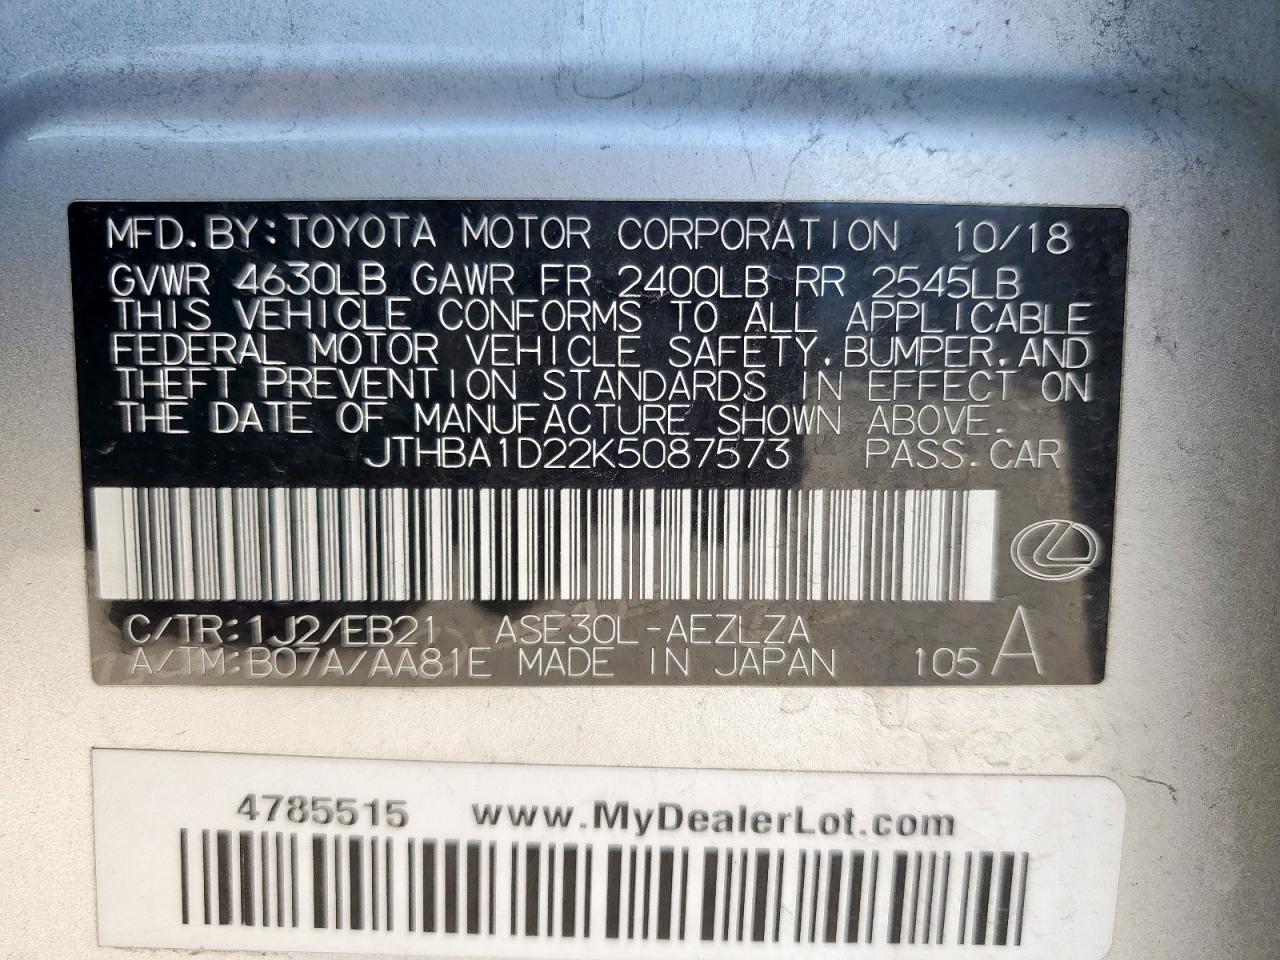 MFD. BY: TOYOTA MOTOR CORPORATION 10/18
GVWR 4630LB GAWR FR 2400LB RR 2545LB
THIS VEHICLE CONFORMS TO ALL APPLICABLE
FEDERAL MOTOR VEHICLE SAFETY, BUMPER, AND
THEFT PREVENTION STANDARDS IN EFFECT ON
THE DATE OF MANUFACTURE SHOWN ABOVE.
JTHBA1D22K5087573 PASS. CAR
C/TR: 1J2/EB21 ASE30L-AEZLZA
A/TM: B07A/AA81E MADE IN JAPAN 105 A
4785515 www.MyDealerLot.com